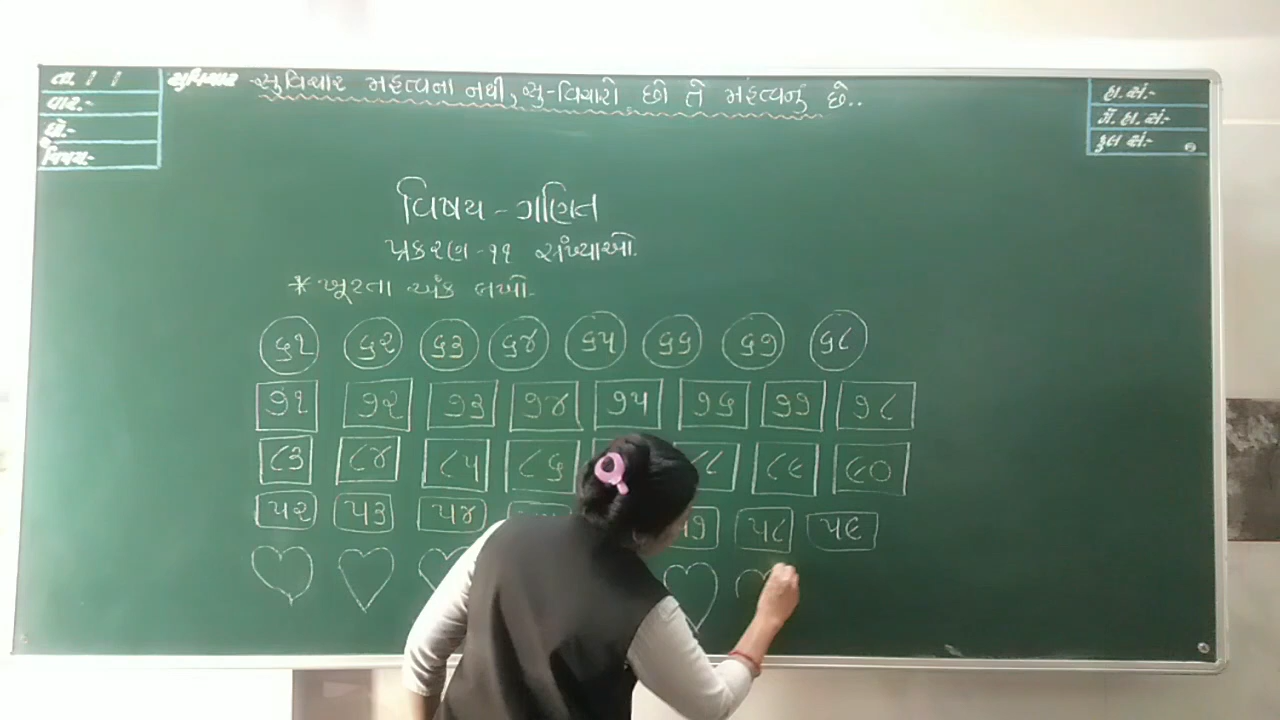 તા. / /
વાર:-
ધો:-
વિષય:-
સુવિચાર સુવિચાર મહત્વના નથી, સુ-વિચારો છો તે મહત્વનું છે..
હા. સં:-
ગે. હા. સં:-
કુલ સં:-
વિષય - ગણિત
પ્રકરણ - ૧૧ સંખ્યાઓ.
* ખૂટતા અંક લખો.
૬૧ ૬૨ ૬૩ ૬૪ ૬૫ ૬૬ ૬૭ ૬૮
૭૧ ૭૨ ૭૩ ૭૪ ૭૫ ૭૬ ૭૭ ૭૮
૮૩ ૮૪ ૮૫ ૮૬ ૮૮ ૮૯ ૯૦
૫૨ ૫૩ ૫૪ ૫૭ ૫૮ ૫૯